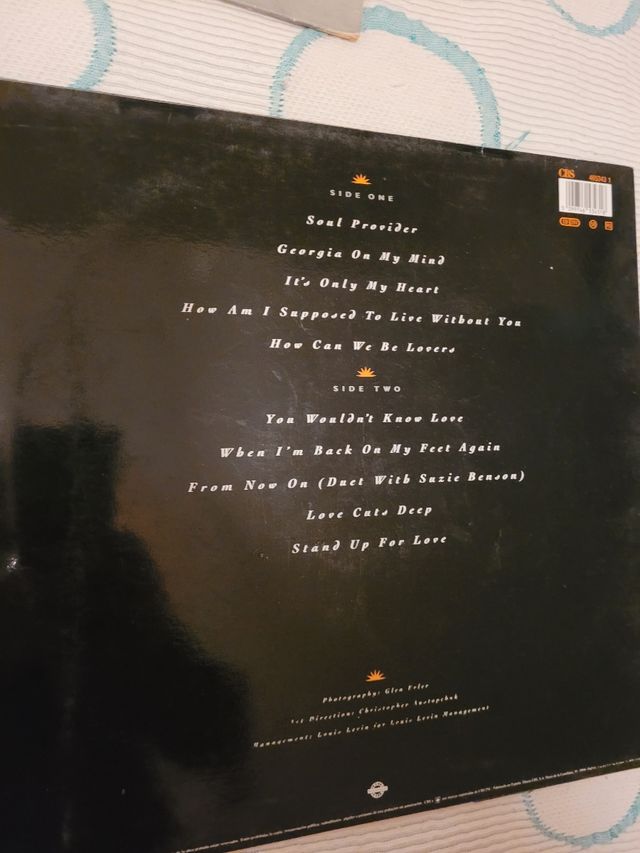 CBS
SIDE ONE
Soul Provider
Georgia On My Mind
It's Only My Heart
How Am I Supposed To Live Without You
How Can We Be Lovers
SIDE TWO
You Wouldn't Know Love
When I'm Back On My Feet Again
From Now On (Duet With Suzie Benson)
Love Cuts Deep
Stand Up For Love
Photography: Glen
Art Direction: Christopher
Management: Louis Levin for Louis Levin Management